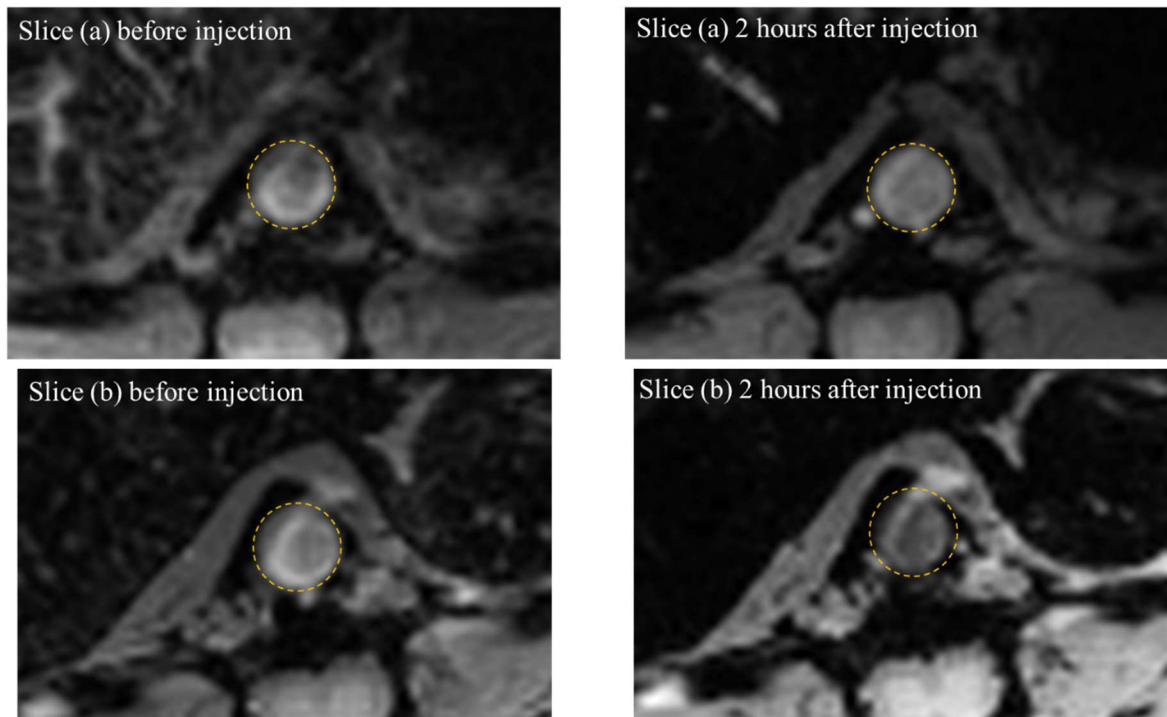 Slice (a) before injection
Slice (a) 2 hours after injection
Slice (b) before injection
Slice (b) 2 hours after injection